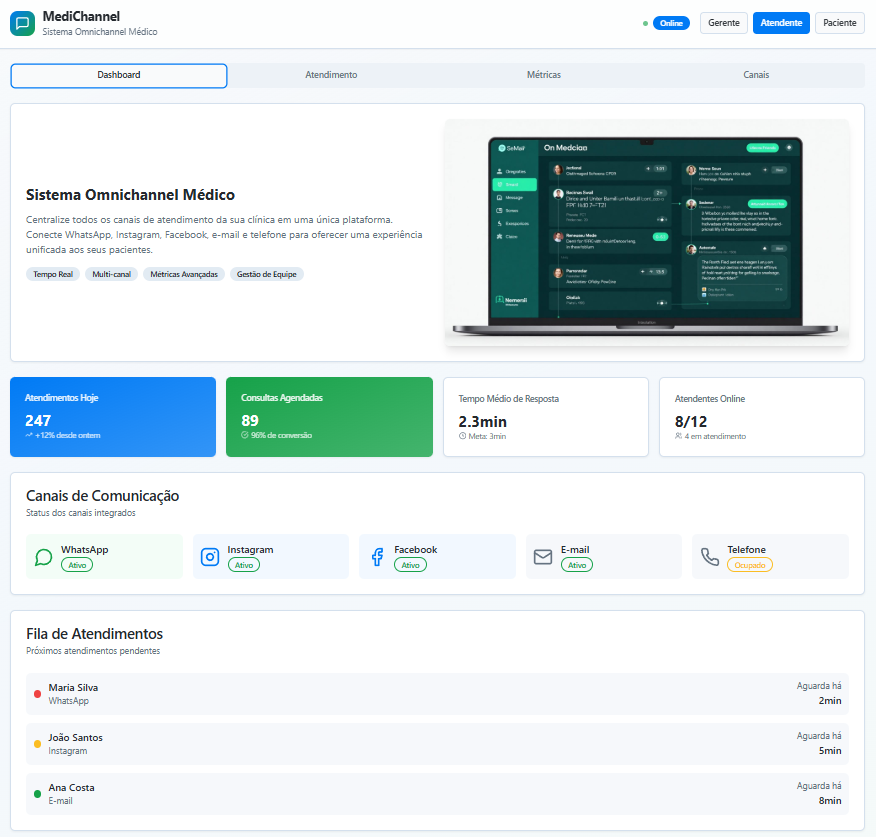 MediChannel
Sistema Omnichannel Médico
Online
Gerente
Atendente
Paciente
Dashboard
Atendimento
Métricas
Canais
Sistema Omnichannel Médico
Centralize todos os canais de atendimento da sua clínica em uma única plataforma.
Conecte WhatsApp, Instagram, Facebook, e-mail e telefone para oferecer uma experiência
unificada aos seus pacientes.
Tempo Real
Multi-canal
Métricas Avançadas
Gestão de Equipe
SeMail
On Medciaa
Message
Atendimentos Hoje
247
+12% desde ontem
Consultas Agendadas
89
96% de conversão
Tempo Médio de Resposta
2.3min
Meta: 3min
Atendentes Online
8/12
4 em atendimento
Canais de Comunicação
Status dos canais integrados
WhatsApp
Ativo
Instagram
Ativo
Facebook
Ativo
E-mail
Ativo
Telefone
Ocupado
Fila de Atendimentos
Próximos atendimentos pendentes
Maria Silva
WhatsApp
Aguarda há
2min
João Santos
Instagram
Aguarda há
5min
Ana Costa
E-mail
Aguarda há
8min